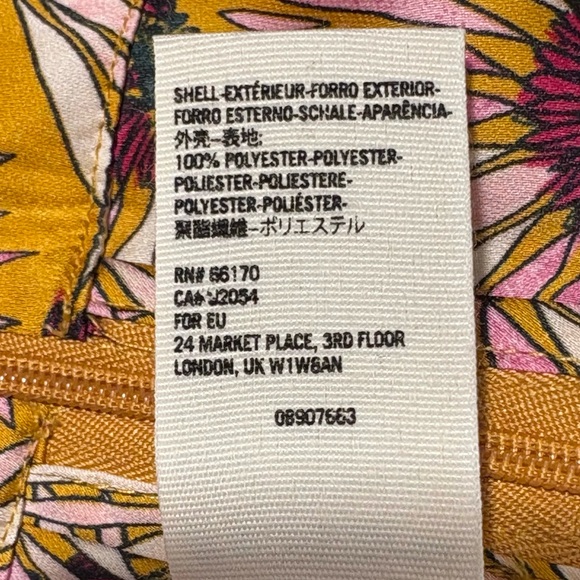 SHELL-EXTÉRIEUR-FORRO EXTERIOR-
FORRO ESTERNO-SCHALE-APARÊNCIA-
外壳–表地;
100% POLYESTER-POLYESTER-
POLIESTER-POLIESTERE-
POLYESTER-POLIÉSTER-
聚酯纖維–ポリエステル
RN# 66170
CA#
FOR EU
24 MARKET PLACE, 3RD FLOOR
LONDON, UK W1W8AN
08907663